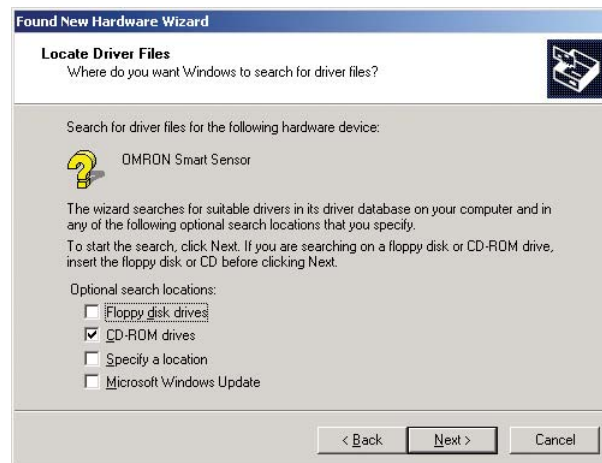 Found New Hardware Wizard
Locate Driver Files
Where do you want Windows to search for driver files?
Search for driver files for the following hardware device:
OMRON Smart Sensor
The wizard searches for suitable drivers in its driver database on your computer and in
any of the following optional search locations that you specify.
To start the search, click Next. If you are searching on a floppy disk or CD-ROM drive,
insert the floppy disk or CD before clicking Next.
Optional search locations:
Floppy disk drives
CD-ROM drives
Specify a location
Microsoft Windows Update
< Back Next > Cancel